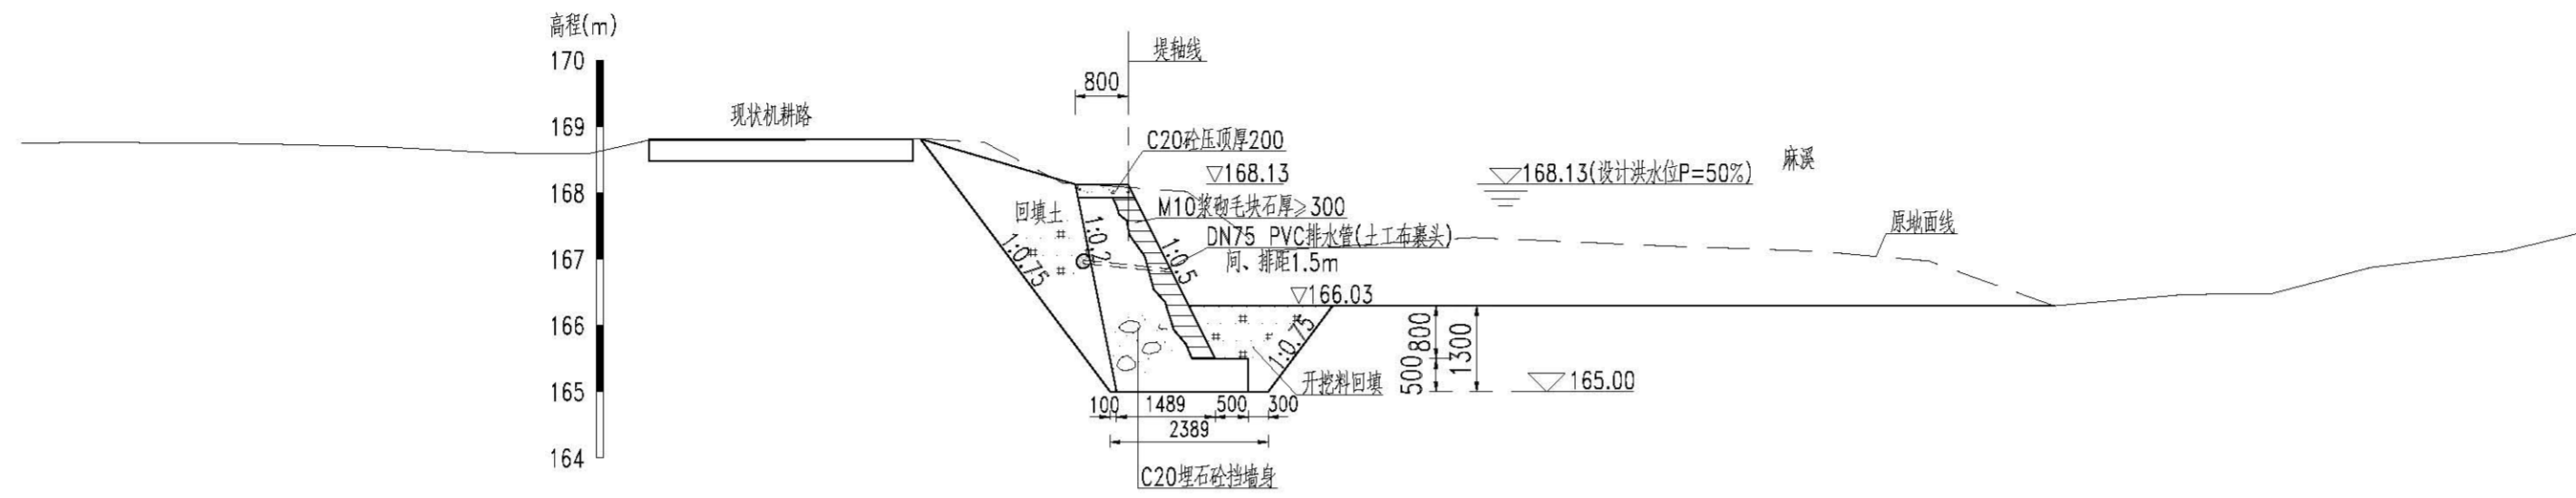 高程(m)
170
169
168
167
166
165
164
现状机耕路
堤轴线
800
C20砼压顶厚200
▽168.13
M10浆砌毛块石厚≥300
DN75 PVC排水管(土工布裹头)
间、排距1.5m
▽166.03
回填土
1:0.75
1:0.2
1:0.5
1:0.75
168.13(设计洪水位P=50%)
麻溪
原地面线
开挖料回填
800
500
1300
165.00
100 1489 500 300
2389
C20埋石砼挡墙身